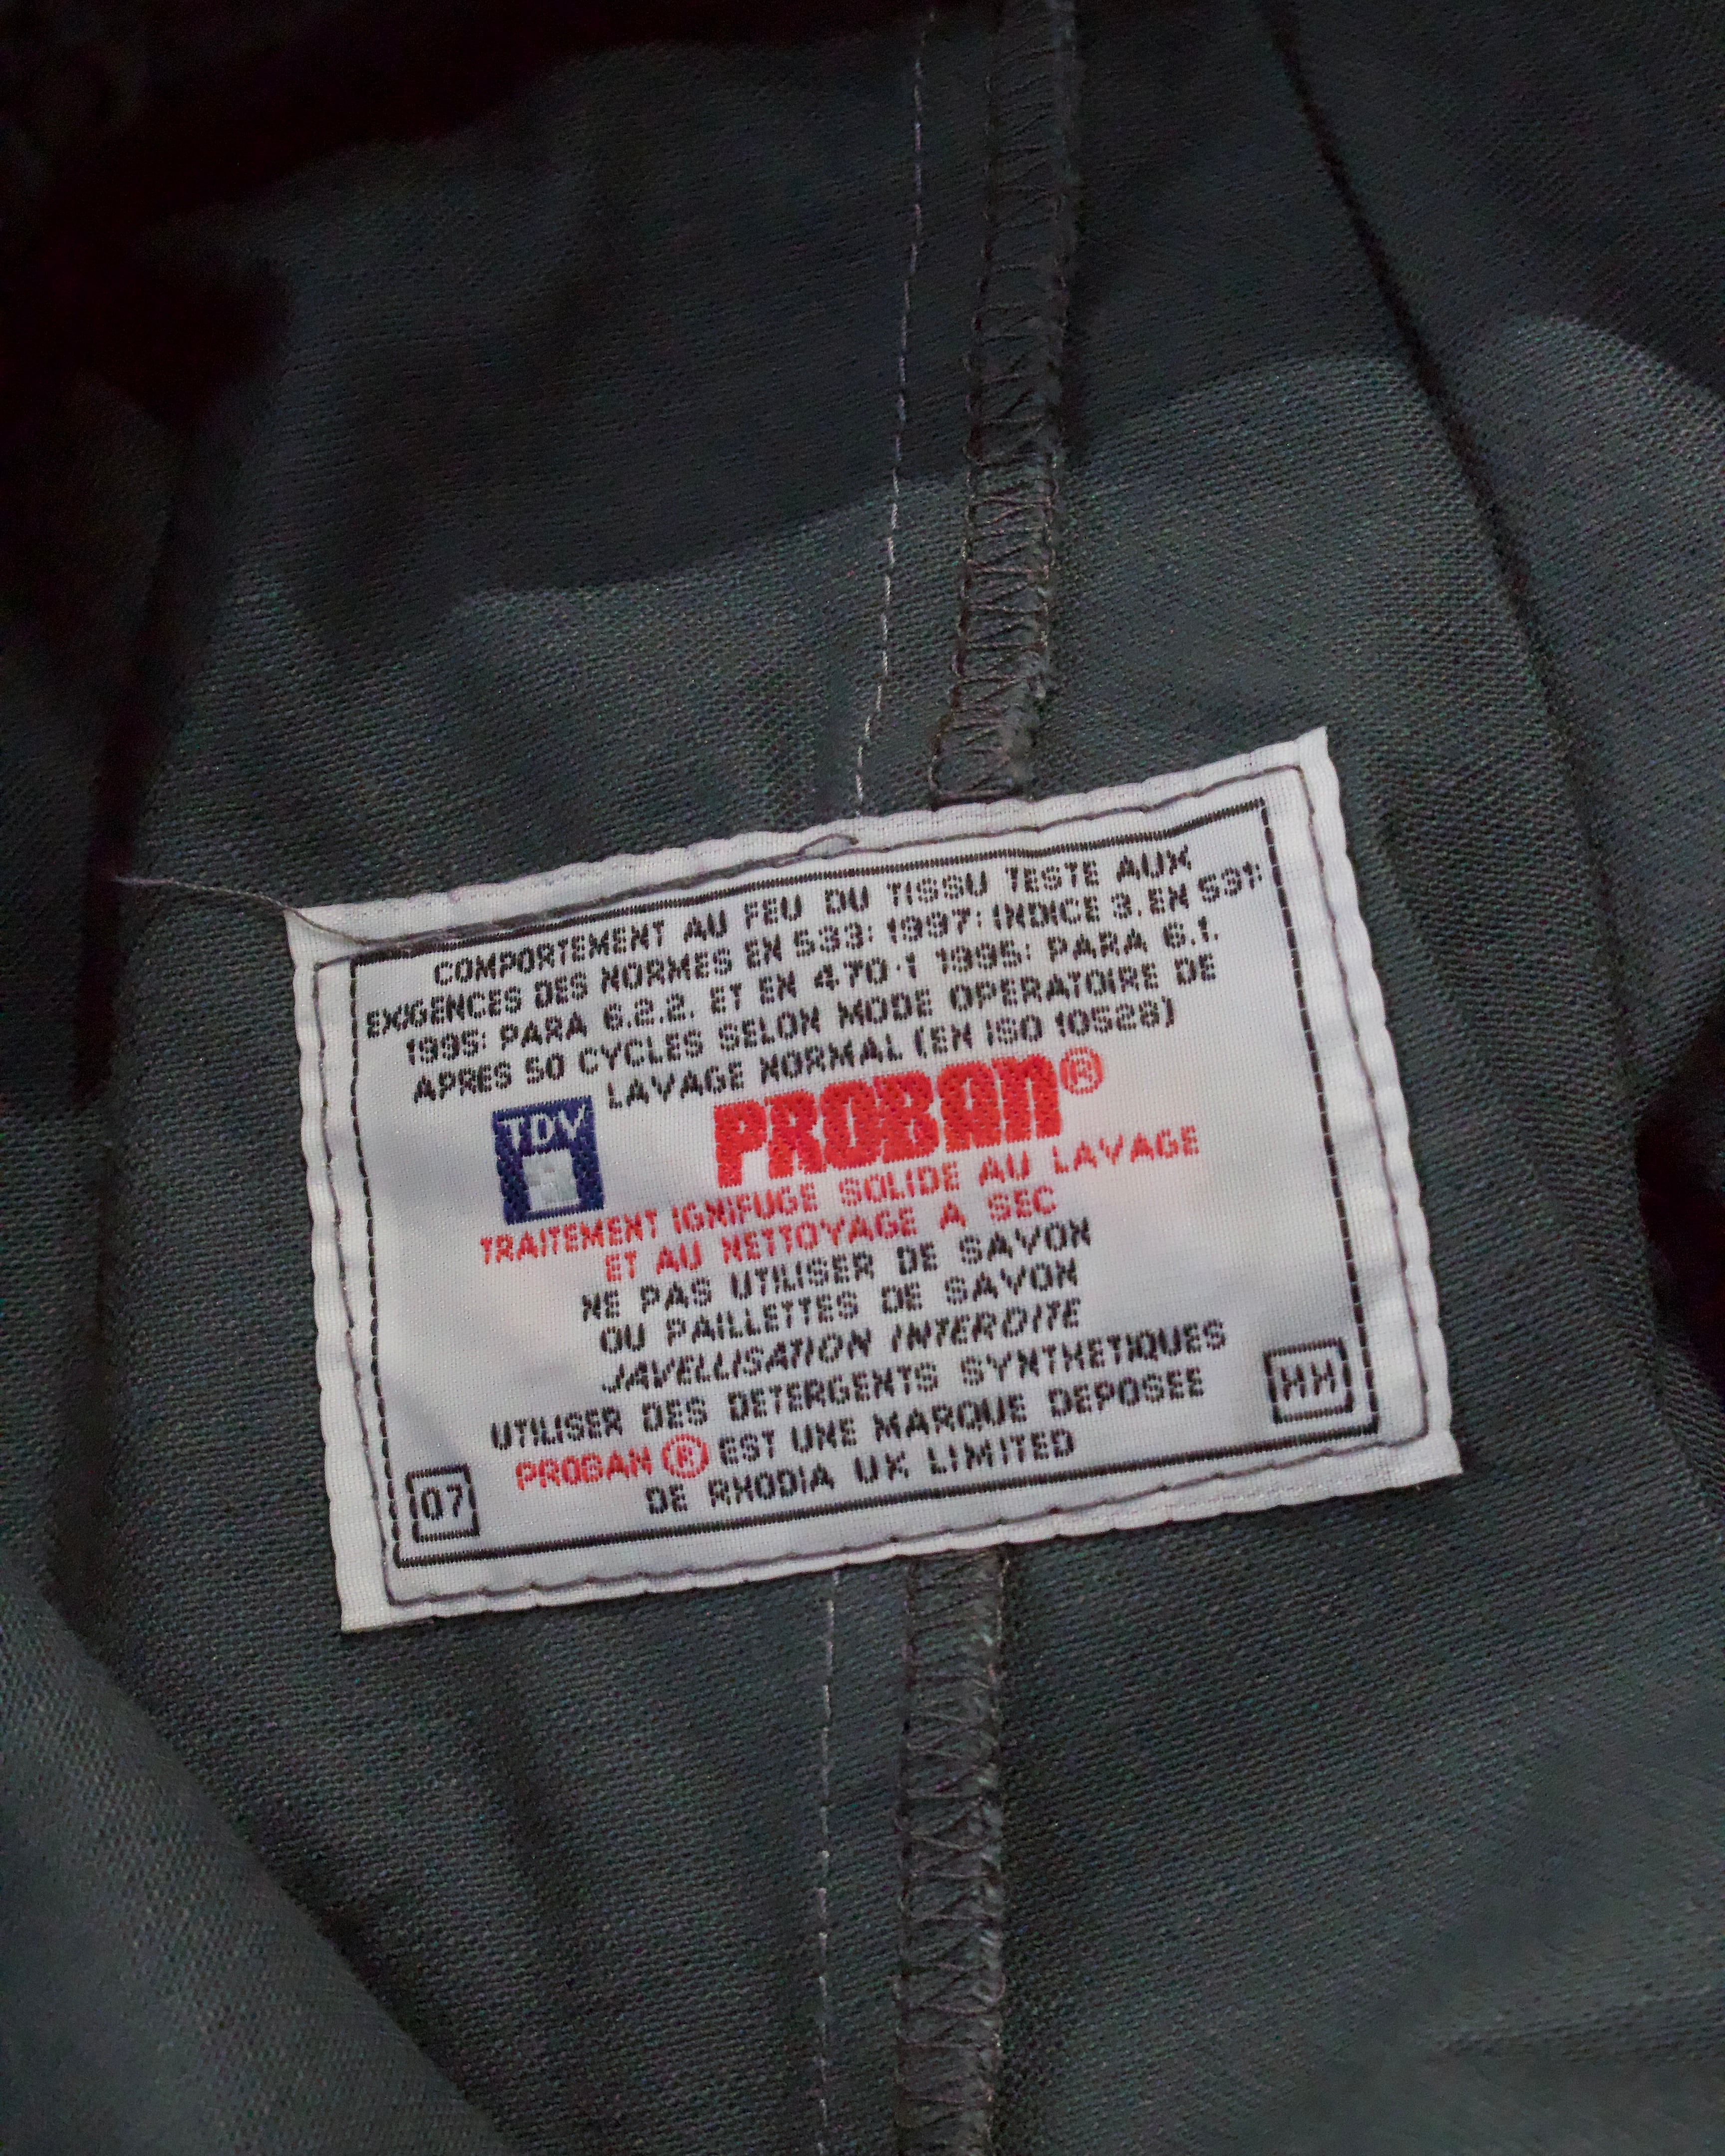 COMPORTEMENT AU FEU DU TISSU TESTE AUX
EXIGENCES DES NORMES EN 533: 1997: INDICE 3. EN 531:
1995: PARA 6.2.2. ET EN 470-1 1995: PARA 6.1.
APRES 50 CYCLES SELON MODE OPERATOIRE DE
LAVAGE NORMAL (EN ISO 10528)
TDV
PROBAN®
TRAITEMENT IGNIFUGE SOLIDE AU LAVAGE
ET AU NETTOYAGE A SEC
NE PAS UTILISER DE SAVON
OU PAILLETTES DE SAVON
JAVELLISATION INTERDITE
UTILISER DES DETERGENTS SYNTHETIQUES
PROBAN ® EST UNE MARQUE DEPOSEE
DE RHODIA UK LIMITED
07
HH